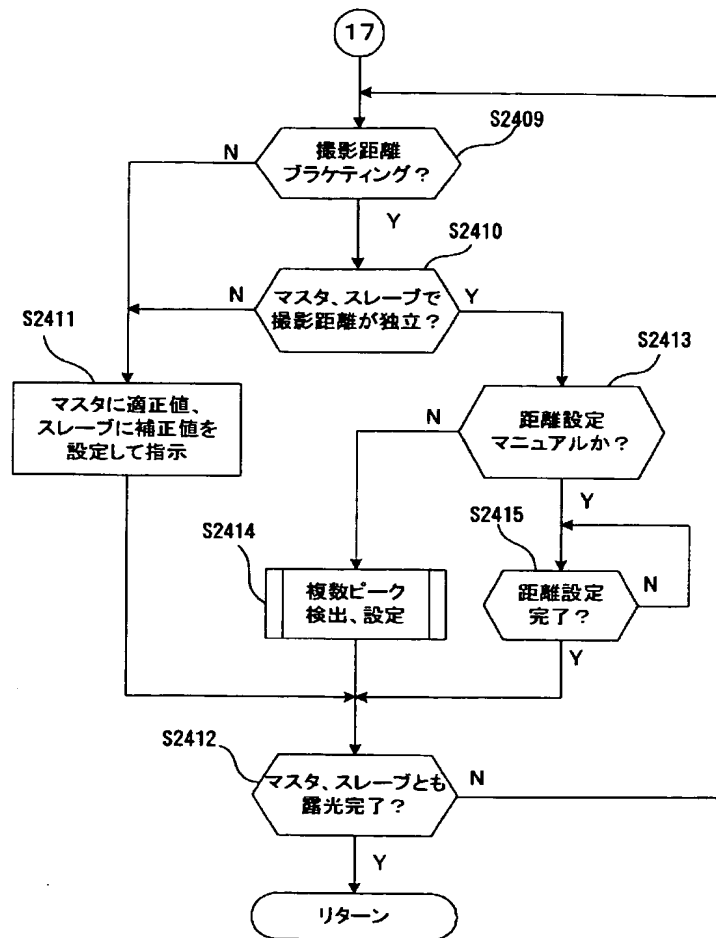 17
S2409
撮影距離
ブラケティング？
N
Y
S2410
マスタ、スレーブで
撮影距離が独立？
N
Y
S2411
マスタに適正値、
スレーブに補正値を
設定して指示
S2413
距離設定
マニュアルか？
N
Y
S2414
複数ピーク
検出、設定
S2415
距離設定
完了？
N
Y
S2412
マスタ、スレーブとも
露光完了？
N
Y
リターン